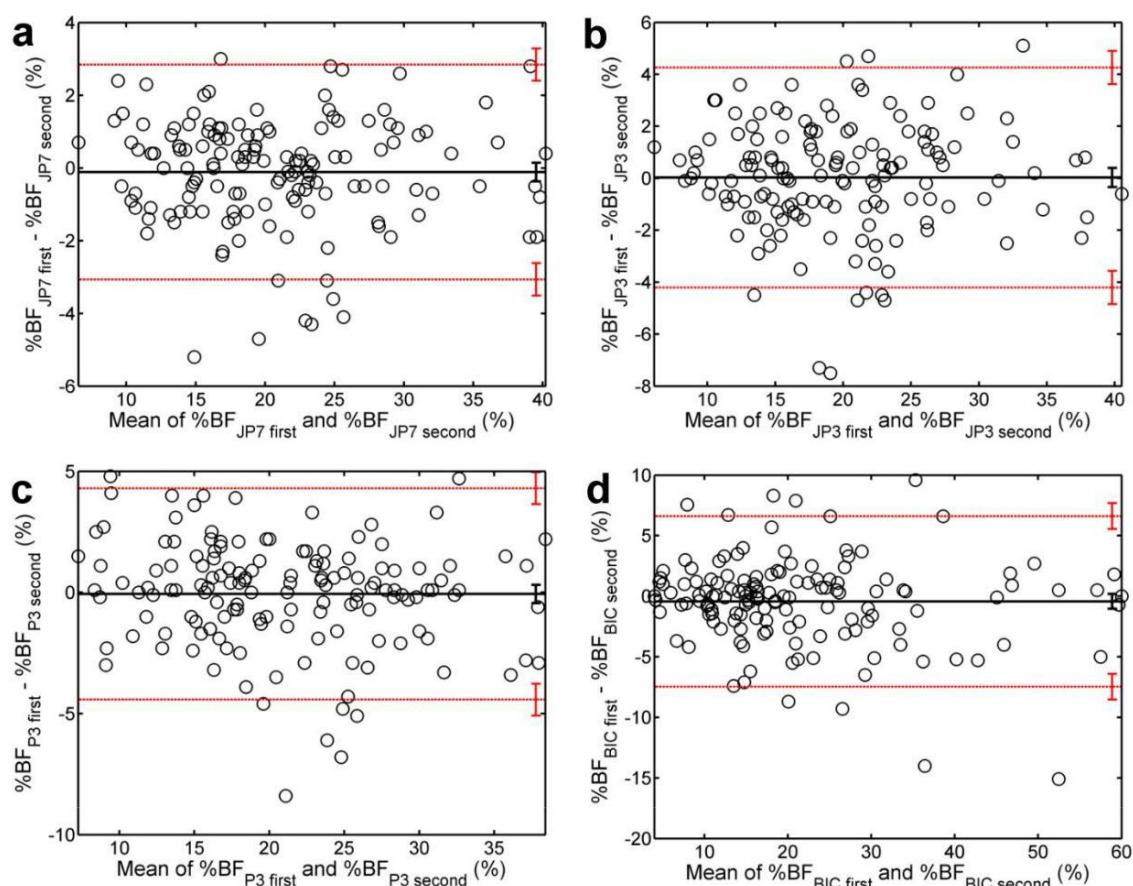 a
%BF JP7 first - %BF JP7 second (%)
4
2
0
-2
-4
-6
10 15 20 25 30 35 40
Mean of %BF JP7 first and %BF JP7 second (%)
b
%BF JP3 first - %BF JP3 second (%)
6
4
2
0
-2
-4
-6
-8
10 15 20 25 30 35 40
Mean of %BF JP3 first and %BF JP3 second (%)
c
%BF P3 first - %BF P3 second (%)
5
0
-5
-10
10 15 20 25 30 35
Mean of %BF P3 first and %BF P3 second (%)
d
%BF BIC first - %BF BIC second (%)
10
5
0
-5
-10
-15
-20
10 20 30 40 50 60
Mean of %BF BIC first and %BF BIC second (%)